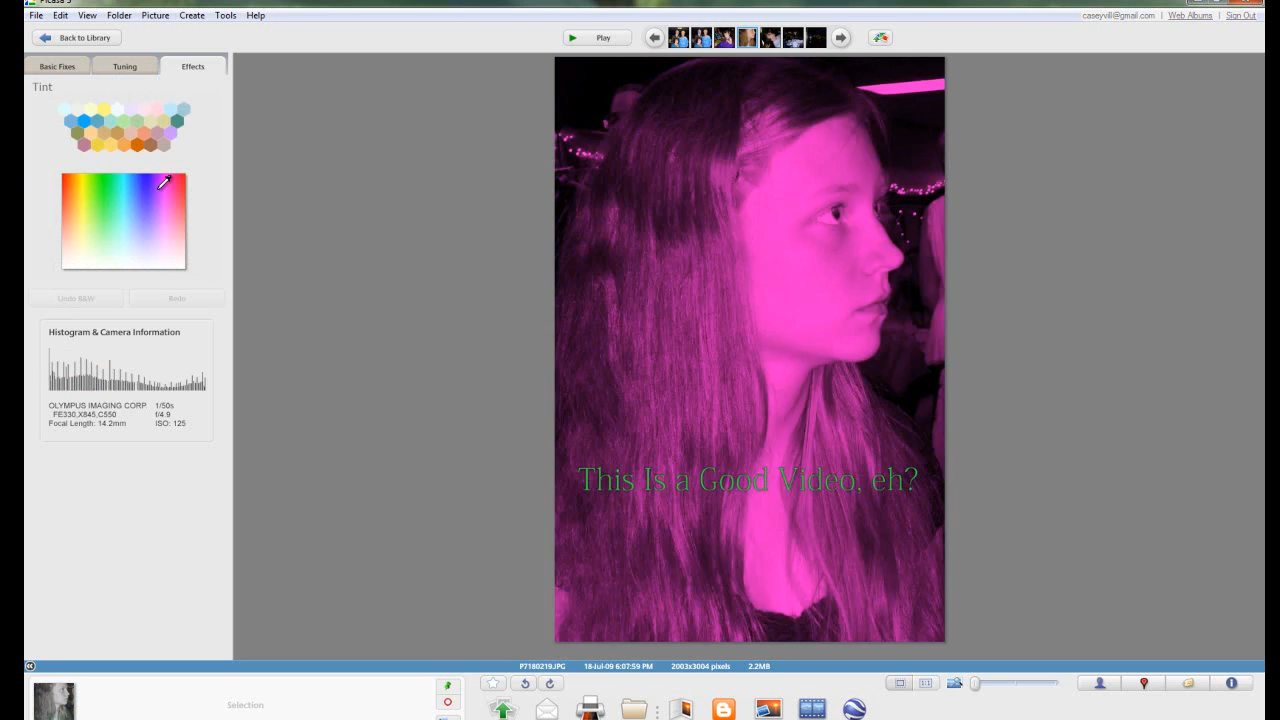 Picasa 3
File Edit View Folder Picture Create Tools Help
caseyvill@gmail.com | Web Albums | Sign Out
Back to Library
Play
Basic Fixes Tuning Effects
Tint
Undo B&W Redo
Histogram & Camera Information
OLYMPUS IMAGING CORP. 1/50s
FE330,X845,C550 f/4.9
Focal Length: 14.2mm ISO: 125
This Is a Good Video, eh?
P7180219.JPG 18-Jul-09 6:07:59 PM 2003x3004 pixels 2.2MB
1:1
Selection